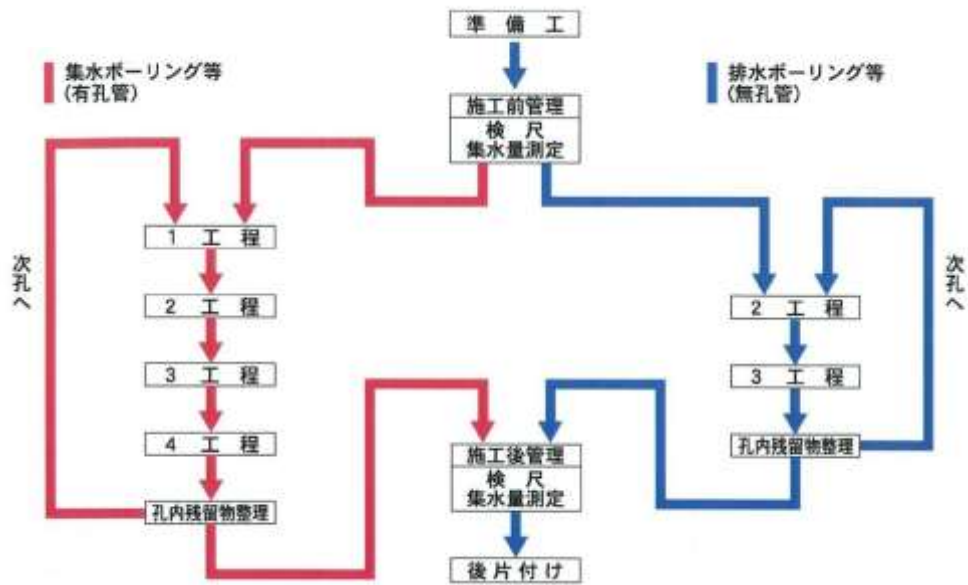 準備工
集水ボーリング等
(有孔管)
排水ボーリング等
(無孔管)
施工前管理
検尺
集水量測定
次孔へ
1工程
2工程
3工程
4工程
孔内残留物整理
次孔へ
2工程
3工程
孔内残留物整理
施工後管理
検尺
集水量測定
後片付け